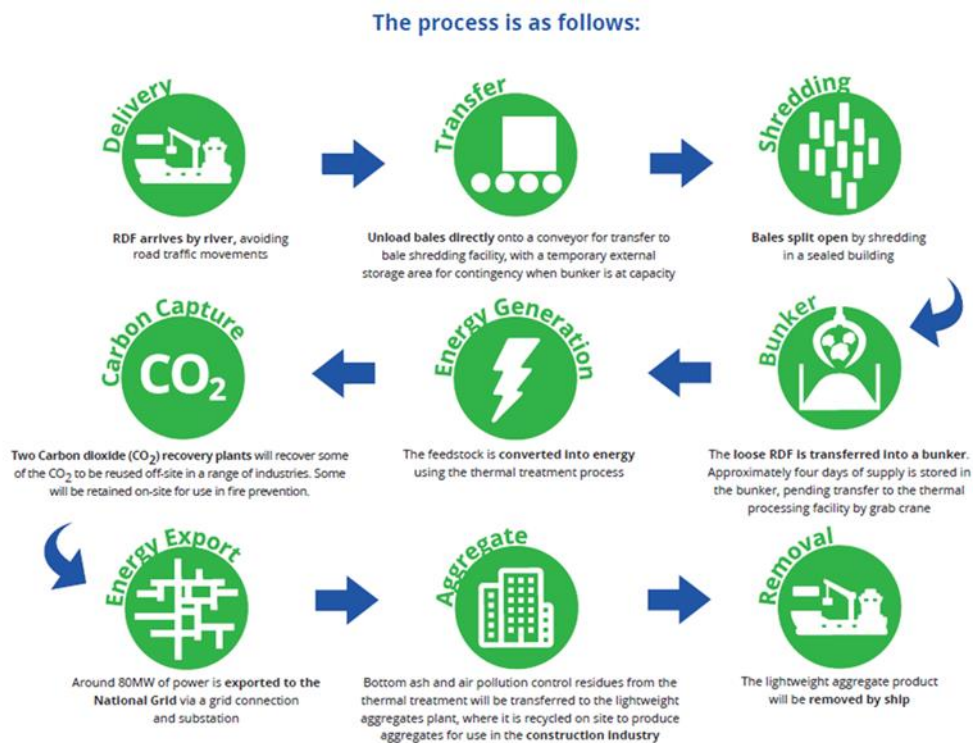 The process is as follows:
Delivery
RDF arrives by river, avoiding
road traffic movements
Transfer
Unload bales directly onto a conveyor for transfer to
bale shredding facility, with a temporary external
storage area for contingency when bunker is at capacity
Shredding
Bales split open by shredding
in a sealed building
Bunker
The loose RDF is transferred into a bunker.
Approximately four days of supply is stored in
the bunker, pending transfer to the thermal
processing facility by grab crane
Energy Generation
The feedstock is converted into energy
using the thermal treatment process
Carbon Capture
CO₂
Two Carbon dioxide (CO₂) recovery plants will recover some
of the CO₂ to be reused off-site in a range of industries. Some
will be retained on-site for use in fire prevention.
Energy Export
Around 80MW of power is exported to the
National Grid via a grid connection
and substation
Aggregate
Bottom ash and air pollution control residues from the
thermal treatment will be transferred to the lightweight
aggregates plant, where it is recycled on site to produce
aggregates for use in the construction industry
Removal
The lightweight aggregate product
will be removed by ship